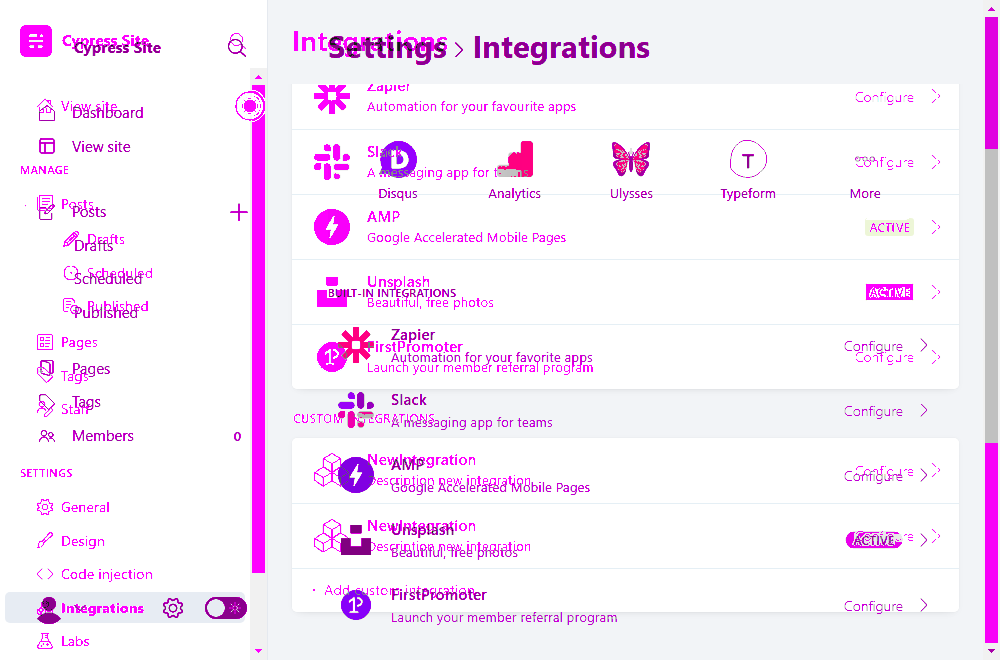 Cypress Site
Cypress Site
Integrations
Settings › Integrations
View site
Dashboard
View site
MANAGE
Posts
Posts
Drafts
Drafts
Scheduled
Scheduled
Published
Published
Pages
Pages
Tags
Tags
Staff
Members
0
SETTINGS
General
Design
Code injection
Integrations
Labs
Zapier
Automation for your favourite apps
Configure
Slack
A messaging app for teams
Configure
Disqus
Analytics
Ulysses
Typeform
More
AMP
Google Accelerated Mobile Pages
ACTIVE
Unsplash
Beautiful, free photos
ACTIVE
BUILT-IN INTEGRATIONS
Zapier
Automation for your favorite apps
Configure
FirstPromoter
Launch your member referral program
Configure
Slack
A messaging app for teams
Configure
CUSTOM INTEGRATIONS
NewIntegration
Description new integration
Configure
AMP
Google Accelerated Mobile Pages
Configure
NewIntegration
Description new integration
Configure
Unsplash
Beautiful, free photos
ACTIVE
Add custom integration
FirstPromoter
Launch your member referral program
Configure